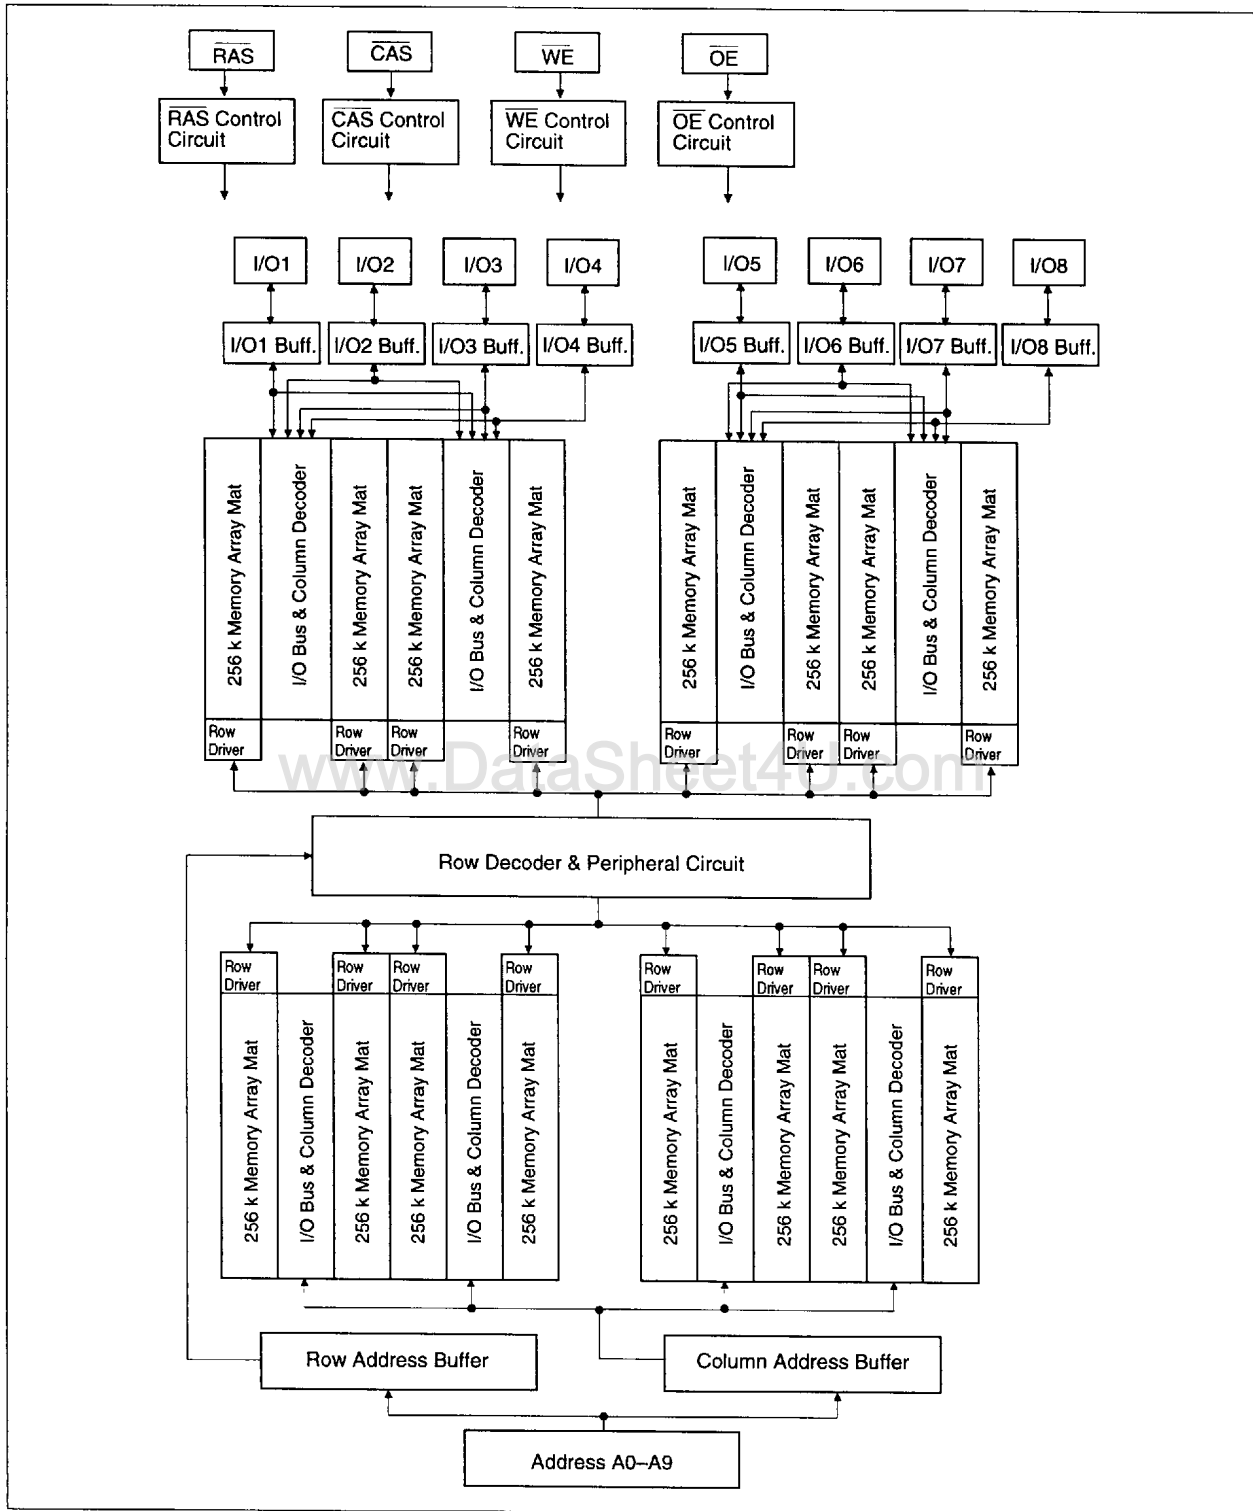 RAS CAS WE OE
RAS Control Circuit
CAS Control Circuit
WE Control Circuit
OE Control Circuit
I/O1 I/O2 I/O3 I/O4 I/O5 I/O6 I/O7 I/O8
I/O1 Buff. I/O2 Buff. I/O3 Buff. I/O4 Buff. I/O5 Buff. I/O6 Buff. I/O7 Buff. I/O8 Buff.
256 k Memory Array Mat
I/O Bus & Column Decoder
256 k Memory Array Mat
256 k Memory Array Mat
I/O Bus & Column Decoder
256 k Memory Array Mat
256 k Memory Array Mat
I/O Bus & Column Decoder
256 k Memory Array Mat
256 k Memory Array Mat
I/O Bus & Column Decoder
256 k Memory Array Mat
Row Driver
Row Driver
Row Driver
Row Driver
Row Driver
Row Driver
Row Driver
Row Driver
www.DataSheet4U.com
Row Decoder & Peripheral Circuit
Row Driver
Row Driver
Row Driver
Row Driver
Row Driver
Row Driver
Row Driver
Row Driver
256 k Memory Array Mat
I/O Bus & Column Decoder
256 k Memory Array Mat
256 k Memory Array Mat
I/O Bus & Column Decoder
256 k Memory Array Mat
256 k Memory Array Mat
I/O Bus & Column Decoder
256 k Memory Array Mat
256 k Memory Array Mat
I/O Bus & Column Decoder
256 k Memory Array Mat
Row Address Buffer
Column Address Buffer
Address A0–A9